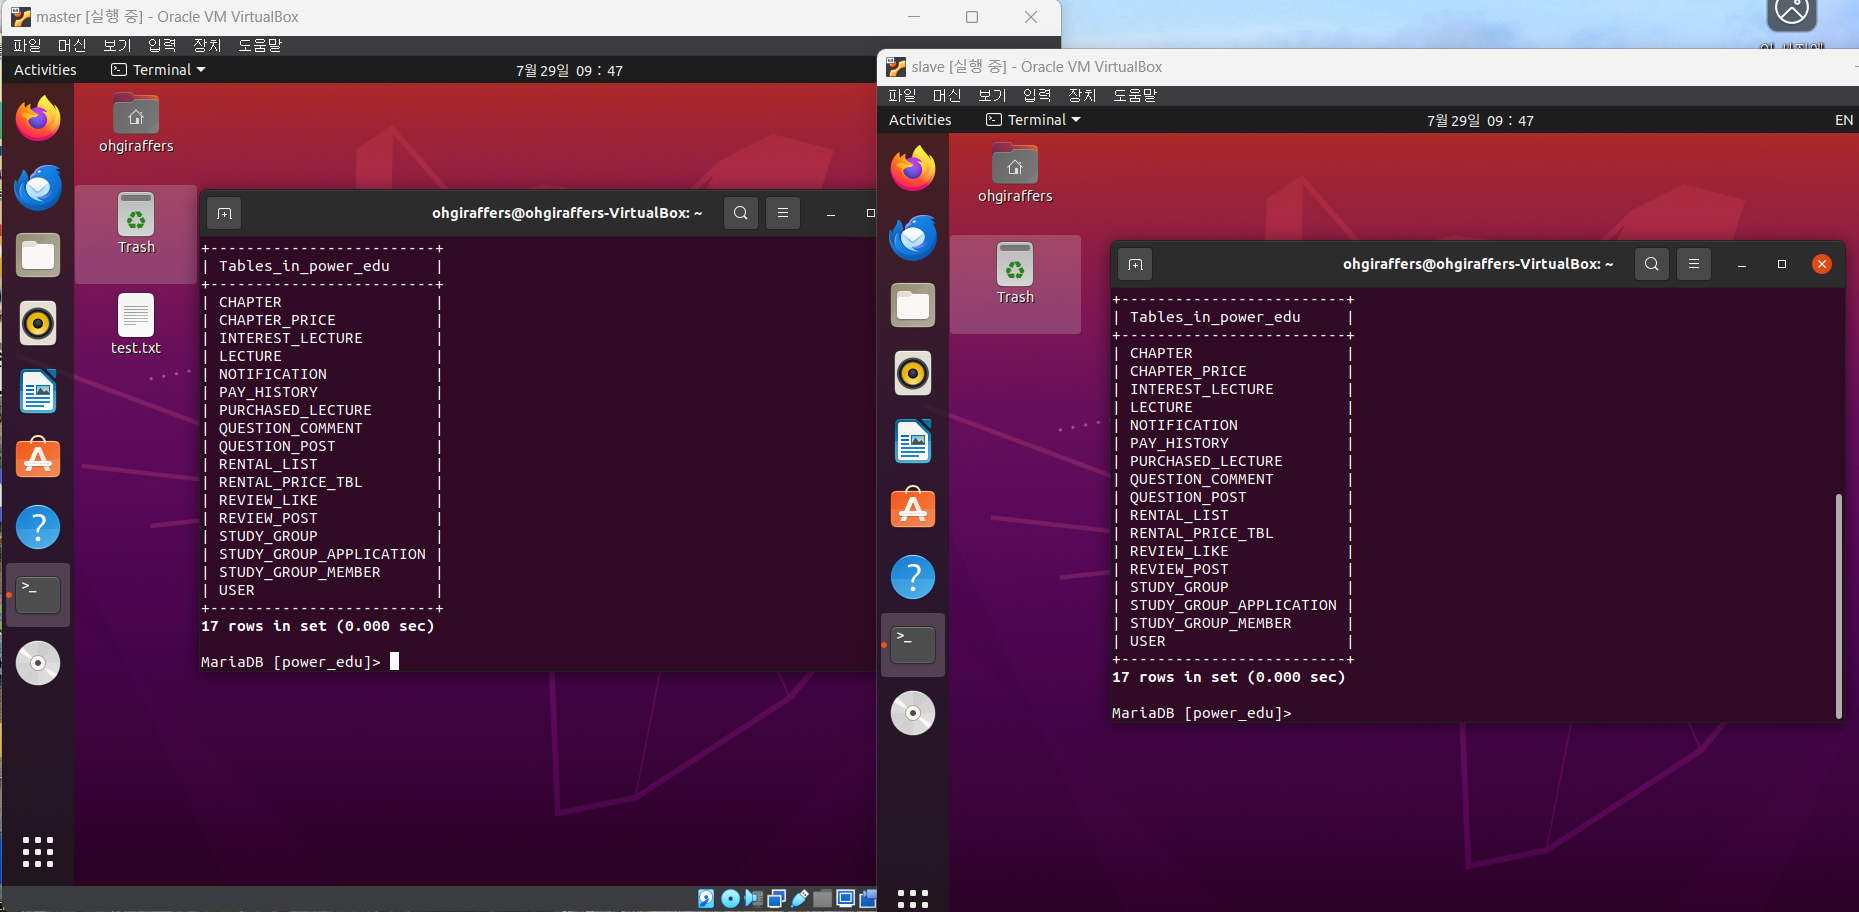 master [실행 중] - Oracle VM VirtualBox
파일 머신 보기 입력 장치 도움말
Activities Terminal 7월 29일 09 : 47
ohgiraffers
Trash
test.txt
ohgiraffers@ohgiraffers-VirtualBox: ~
+-------------------------+
| Tables_in_power_edu |
+-------------------------+
| CHAPTER |
| CHAPTER_PRICE |
| INTEREST_LECTURE |
| LECTURE |
| NOTIFICATION |
| PAY_HISTORY |
| PURCHASED_LECTURE |
| QUESTION_COMMENT |
| QUESTION_POST |
| RENTAL_LIST |
| RENTAL_PRICE_TBL |
| REVIEW_LIKE |
| REVIEW_POST |
| STUDY_GROUP |
| STUDY_GROUP_APPLICATION |
| STUDY_GROUP_MEMBER |
| USER |
+-------------------------+
17 rows in set (0.000 sec)
MariaDB [power_edu]>
slave [실행 중] - Oracle VM VirtualBox
파일 머신 보기 입력 장치 도움말
Activities Terminal 7월 29일 09 : 47 EN
ohgiraffers
Trash
ohgiraffers@ohgiraffers-VirtualBox: ~
+-------------------------+
| Tables_in_power_edu |
+-------------------------+
| CHAPTER |
| CHAPTER_PRICE |
| INTEREST_LECTURE |
| LECTURE |
| NOTIFICATION |
| PAY_HISTORY |
| PURCHASED_LECTURE |
| QUESTION_COMMENT |
| QUESTION_POST |
| RENTAL_LIST |
| RENTAL_PRICE_TBL |
| REVIEW_LIKE |
| REVIEW_POST |
| STUDY_GROUP |
| STUDY_GROUP_APPLICATION |
| STUDY_GROUP_MEMBER |
| USER |
+-------------------------+
17 rows in set (0.000 sec)
MariaDB [power_edu]>